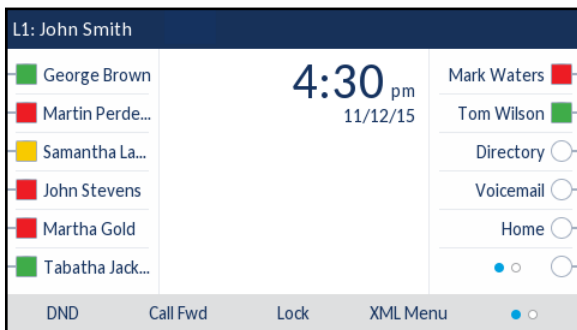 L1: John Smith
George Brown
Martin Perde...
Samantha La...
John Stevens
Martha Gold
Tabatha Jack...
4:30 pm
11/12/15
Mark Waters
Tom Wilson
Directory
Voicemail
Home
DND Call Fwd Lock XML Menu